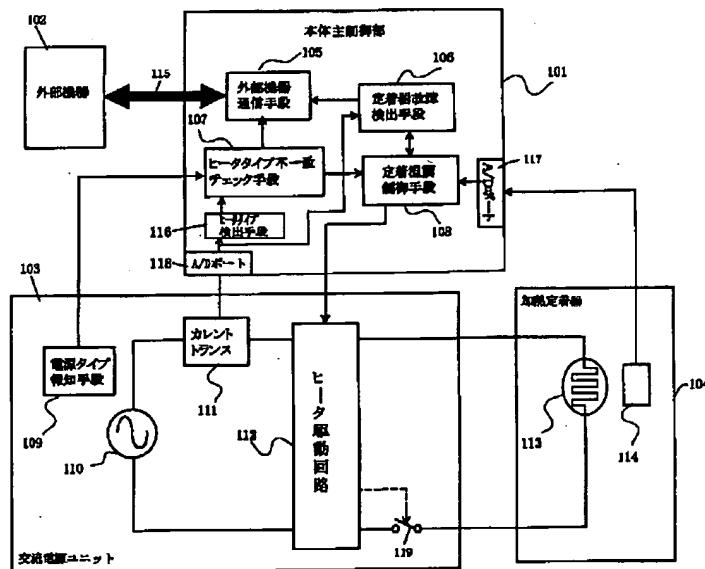 102
外部機器
115
本体主制御部
105
外部機器
通信手段
106
定着器故障
検出手段
101
107
ヒータタイプ不一致
チェック手段
定着温調
制御手段
108
117
A/Dポート
116
ヒータタイプ
検出手段
118
A/Dポート
103
電源タイプ
報知手段
109
110
カレント
トランス
111
112
ヒータ駆動回路
119
交流電源ユニット
加熱定着器
113
114
104